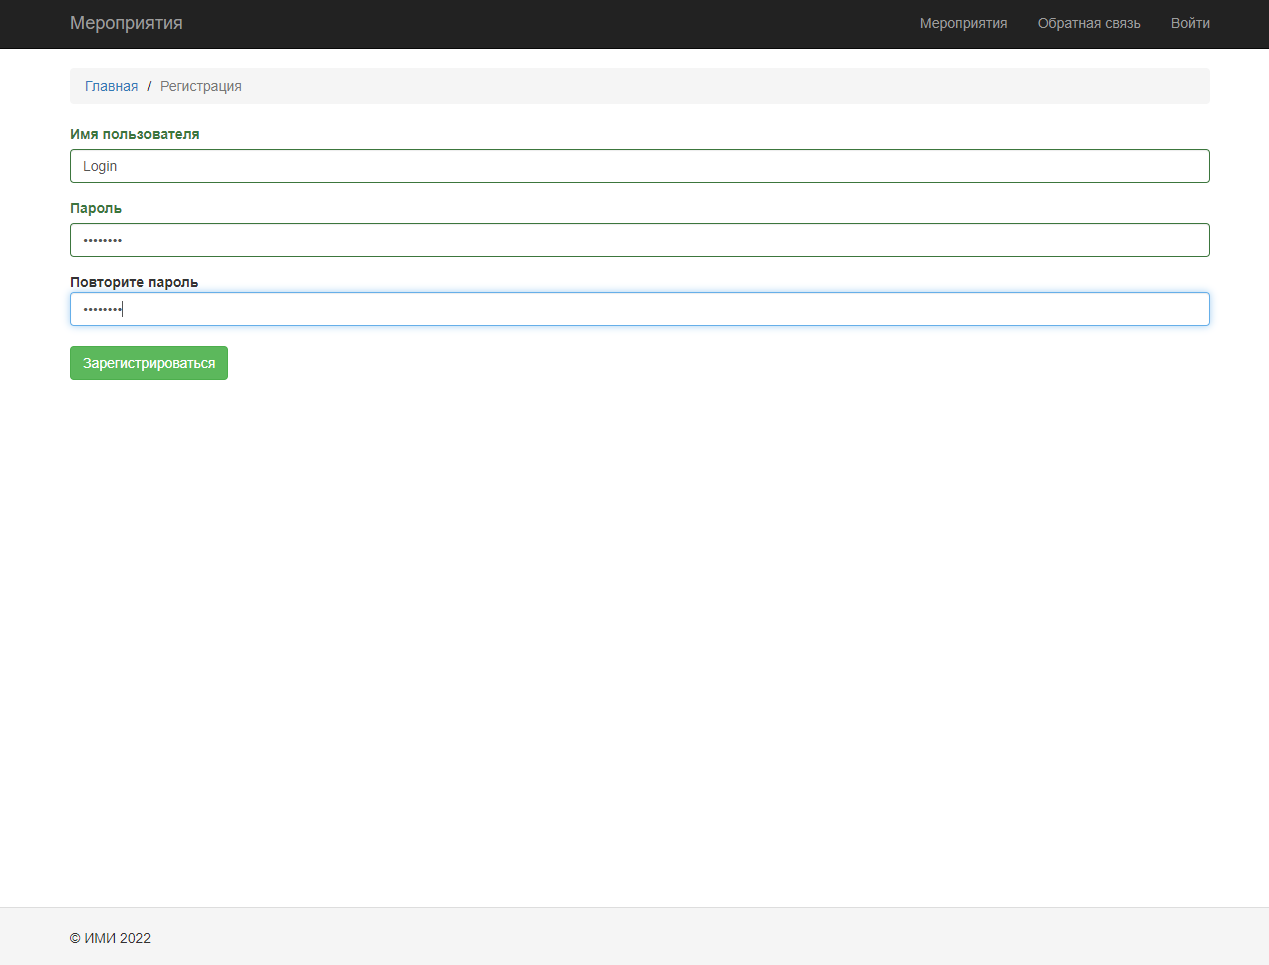 Мероприятия Мероприятия Обратная связь Войти
Главная / Регистрация
Имя пользователя
Login
Пароль
••••••••
Повторите пароль
••••••••
Зарегистрироваться
© ИМИ 2022